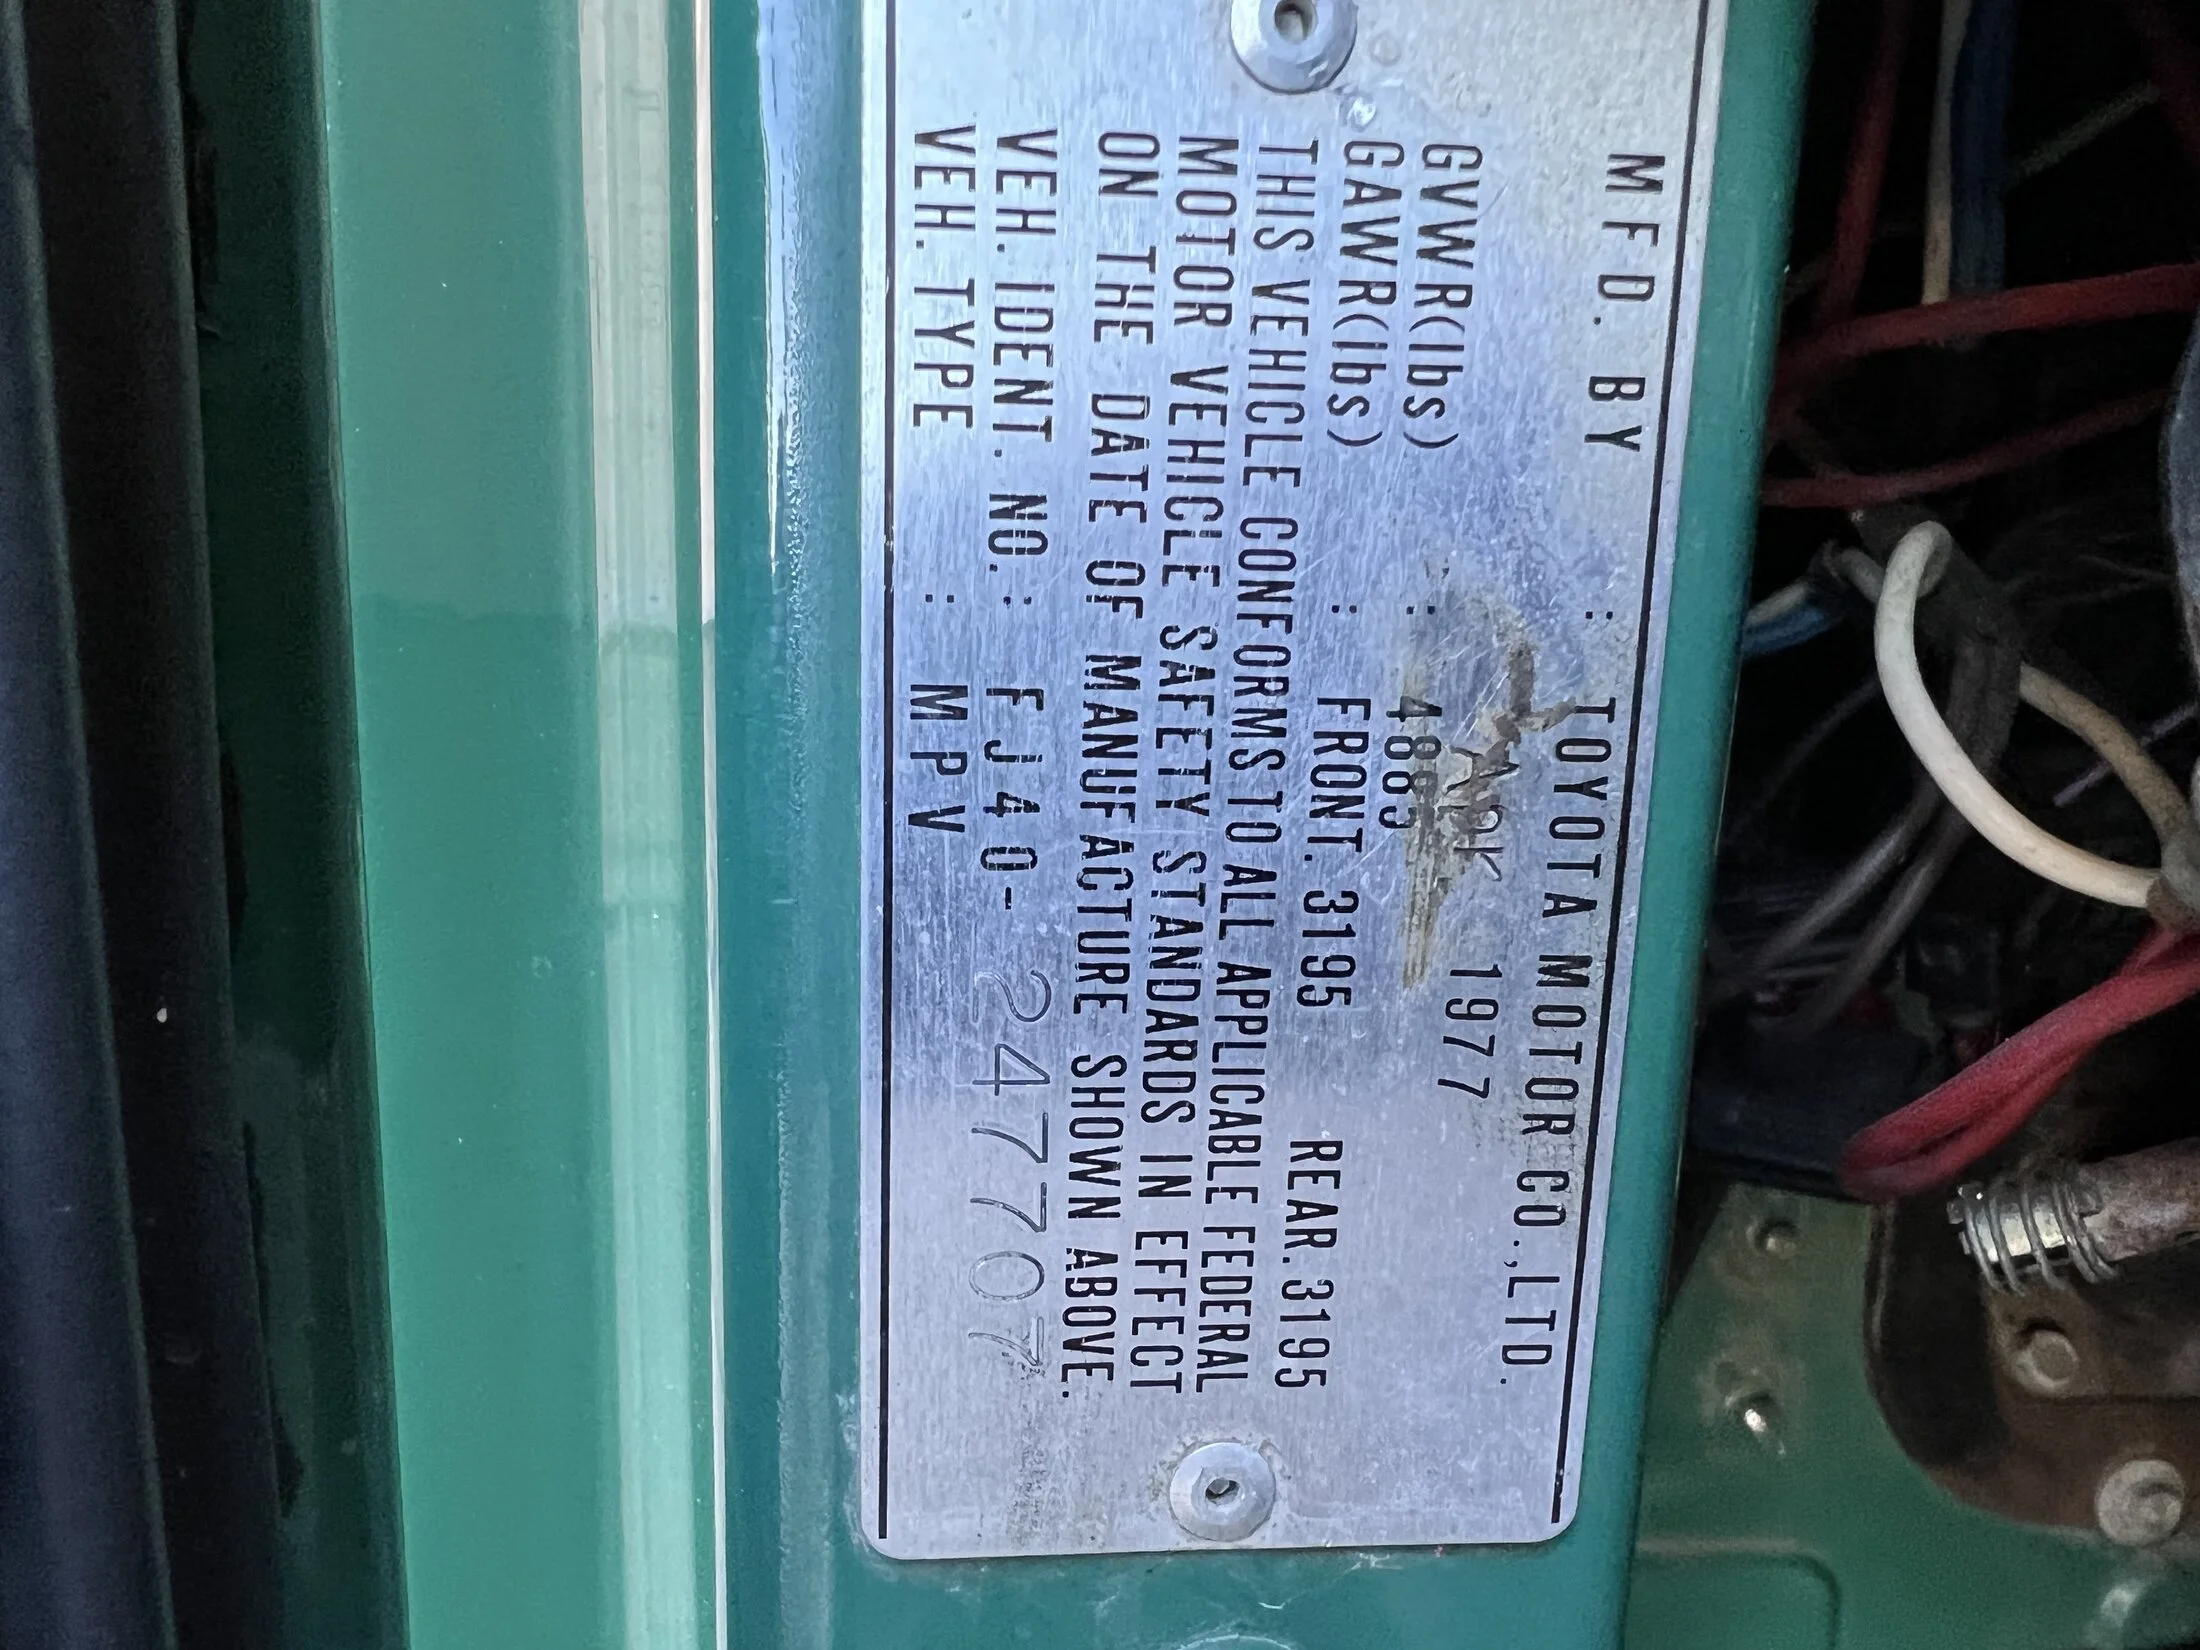 MFD. BY : TOYOTA MOTOR CO.,LTD.
1977
GVWR(lbs) : 4885
GAWR(lbs) : FRONT. 3195 REAR. 3195
THIS VEHICLE CONFORMS TO ALL APPLICABLE FEDERAL
MOTOR VEHICLE SAFETY STANDARDS IN EFFECT
ON THE DATE OF MANUFACTURE SHOWN ABOVE.
VEH. IDENT. NO. : FJ40-247707
VEH. TYPE : MPV